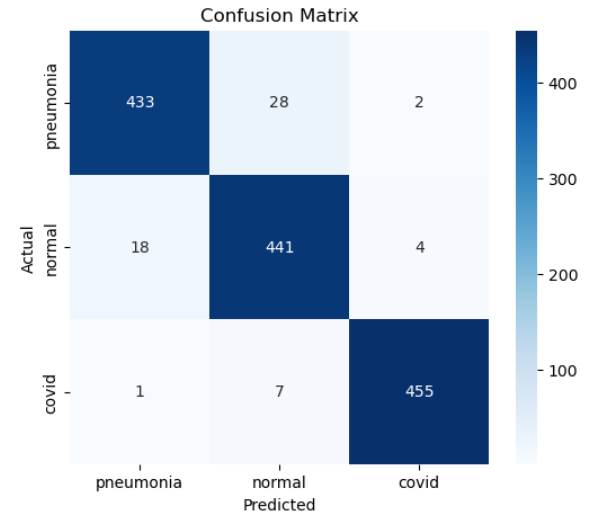 Confusion Matrix
pneumonia
433 28 2
400
300
Actual
normal
18 441 4
200
100
covid
1 7 455
pneumonia normal covid
Predicted